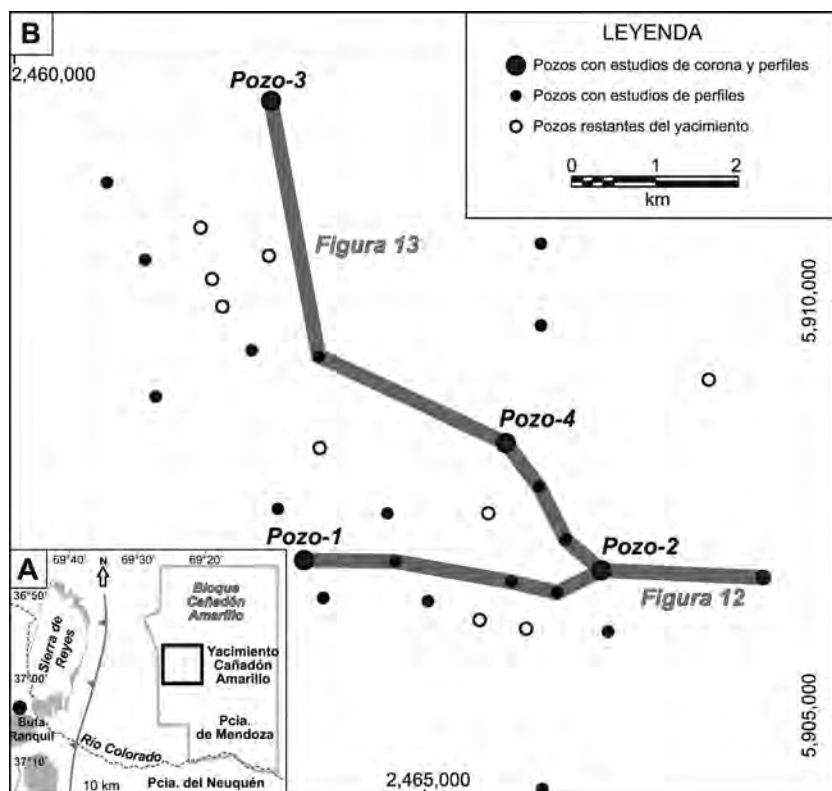 B
2,460,000
Pozo-3
LEYENDA
Pozos con estudios de corona y perfiles
Pozos con estudios de perfiles
Pozos restantes del yacimiento
0 1 2
km
Figura 13
5,910,000
Pozo-4
Pozo-1
Pozo-2
Figura 12
5,905,000
2,465,000
A
69°40' N 69°30' 69°20'
36°50'
Bloque
Cañadón
Amarillo
Sierra de
Reyes
Yacimiento
Cañadón
Amarillo
37°00'
Buta-
Ranquil
Pcia.
de Mendoza
Río Colorado
37°10'
10 km
Pcia. del Neuquén